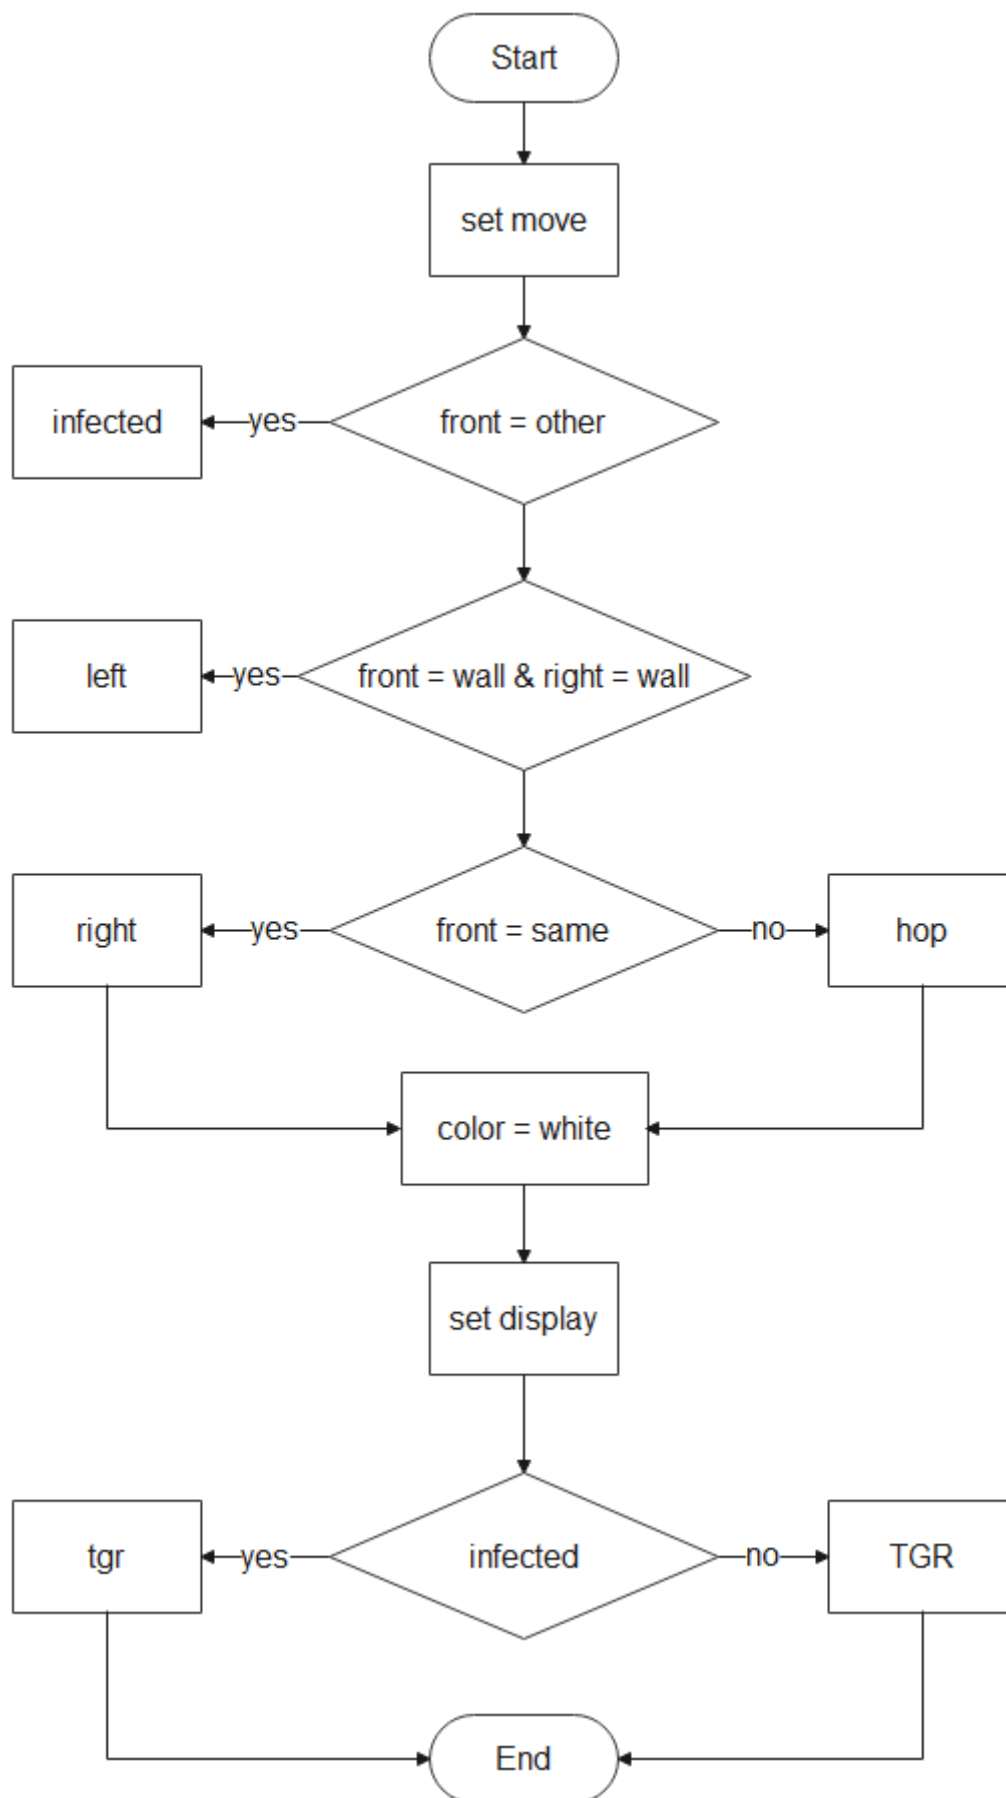 Start
set move
front = other
yes
infected
front = wall & right = wall
yes
left
front = same
yes
right
no
hop
color = white
set display
infected
yes
tgr
no
TGR
End